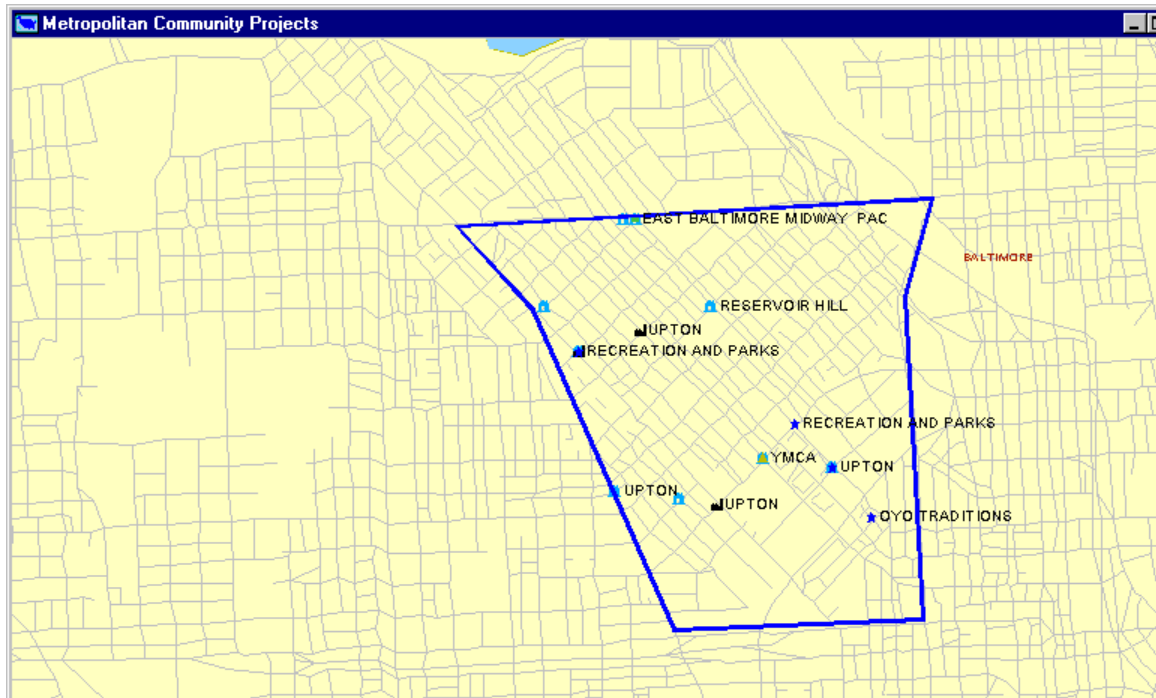 Metropolitan Community Projects
EAST BALTIMORE MIDWAY PAC
BALTIMORE
RESERVOIR HILL
UPTON
RECREATION AND PARKS
RECREATION AND PARKS
YMCA
UPTON
UPTON
UPTON
OYO TRADITIONS